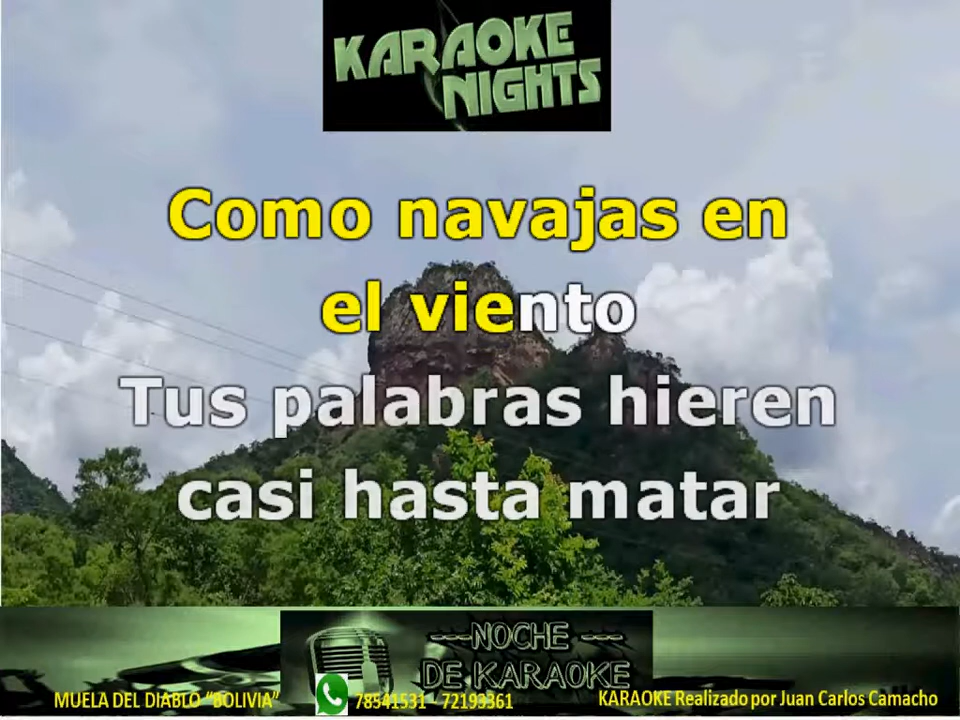 KARAOKE
NIGHTS
Como navajas en
el viento
Tus palabras hieren
casi hasta matar
---NOCHE ---
DE KARAOKE
MUELA DEL DIABLO "BOLIVIA"
78541531 - 72193361
KARAOKE Realizado por Juan Carlos Camacho